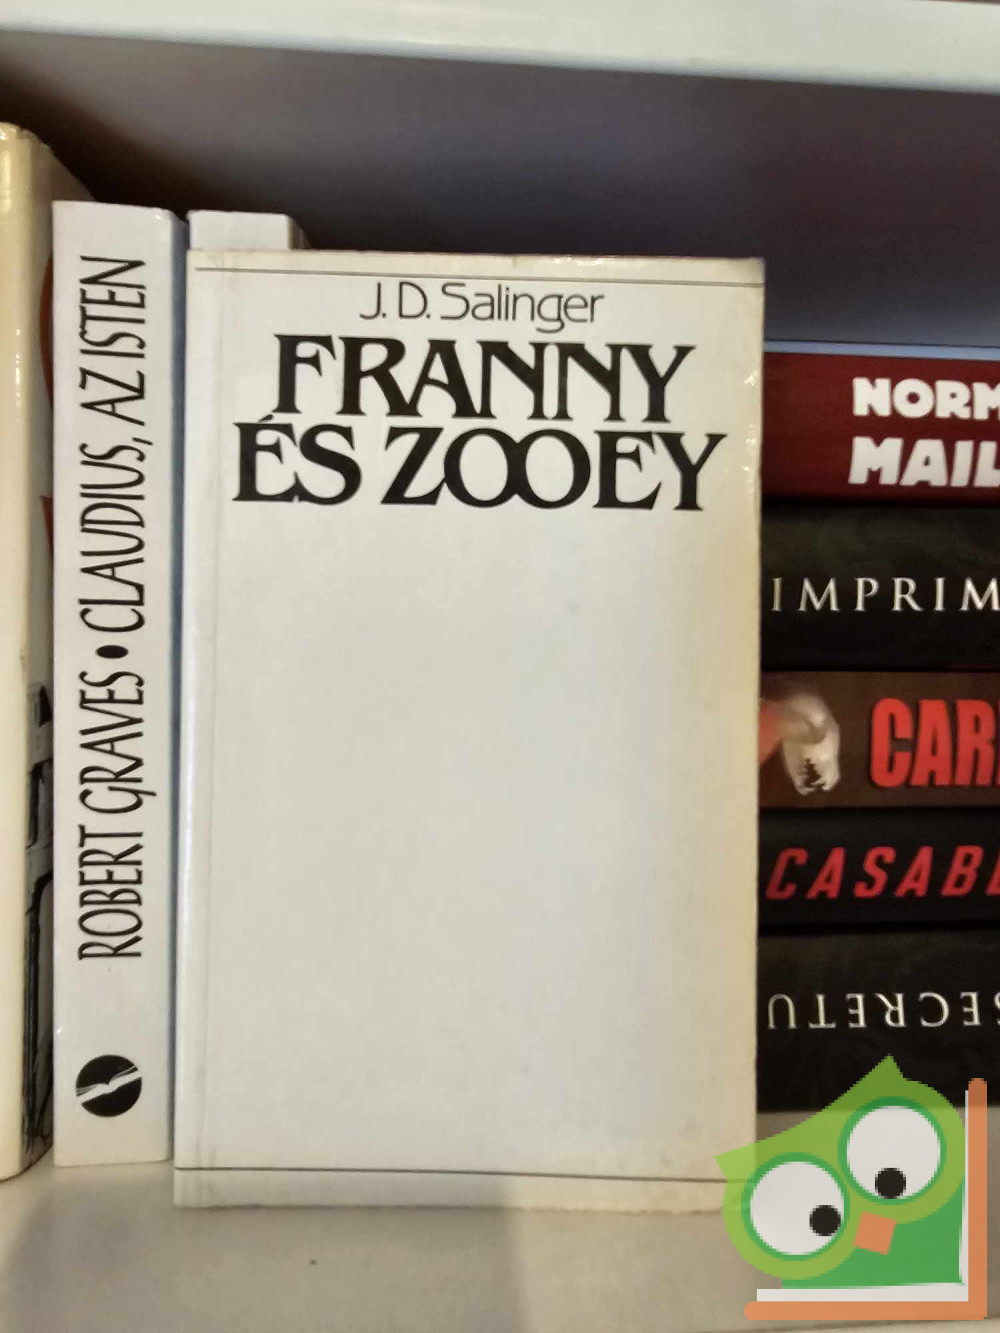 J. D. Salinger
FRANNY
ÉS ZOOEY
ROBERT GRAVES • CLAUDIUS, AZ ISTEN
NORM
MAIL
IMPRIM
CAR
CASAB
SECRETU